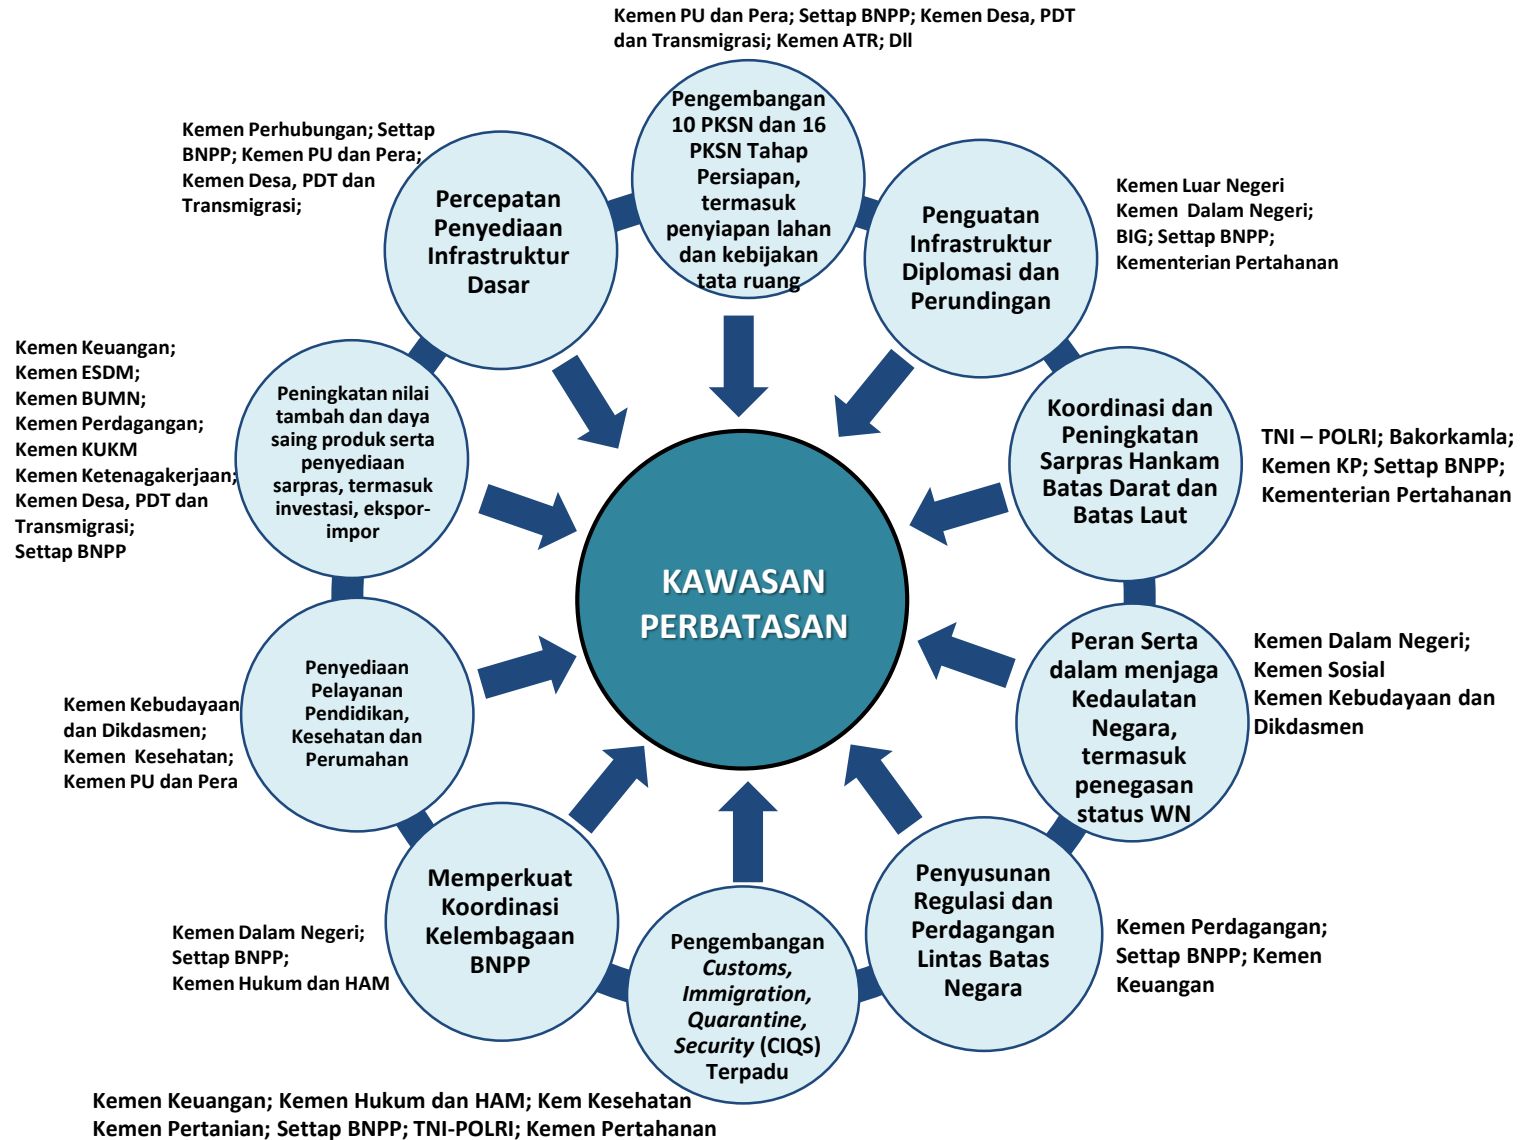 Kemen PU dan Pera; Settap BNPP; Kemen Desa, PDT
dan Transmigrasi; Kemen ATR; Dll
Pengembangan
10 PKSN dan 16
PKSN Tahap
Persiapan,
termasuk
penyiapan lahan
dan kebijakan
tata ruang
Kemen Perhubungan; Settap
BNPP; Kemen PU dan Pera;
Kemen Desa, PDT dan
Transmigrasi;
Percepatan
Penyediaan
Infrastruktur
Dasar
Penguatan
Infrastruktur
Diplomasi dan
Perundingan
Kemen Luar Negeri
Kemen Dalam Negeri;
BIG; Settap BNPP;
Kementerian Pertahanan
Kemen Keuangan;
Kemen ESDM;
Kemen BUMN;
Kemen Perdagangan;
Kemen KUKM
Kemen Ketenagakerjaan;
Kemen Desa, PDT dan
Transmigrasi;
Settap BNPP
Peningkatan nilai
tambah dan daya
saing produk serta
penyediaan
sarpras, termasuk
investasi, ekspor-
impor
Koordinasi dan
Peningkatan
Sarpras Hankam
Batas Darat dan
Batas Laut
TNI – POLRI; Bakorkamla;
Kemen KP; Settap BNPP;
Kementerian Pertahanan
KAWASAN
PERBATASAN
Kemen Kebudayaan
dan Dikdasmen;
Kemen Kesehatan;
Kemen PU dan Pera
Penyediaan
Pelayanan
Pendidikan,
Kesehatan dan
Perumahan
Peran Serta
dalam menjaga
Kedaulatan
Negara,
termasuk
penegasan
status WN
Kemen Dalam Negeri;
Kemen Sosial
Kemen Kebudayaan dan
Dikdasmen
Kemen Dalam Negeri;
Settap BNPP;
Kemen Hukum dan HAM
Memperkuat
Koordinasi
Kelembagaan
BNPP
Pengembangan
Customs,
Immigration,
Quarantine,
Security (CIQS)
Terpadu
Penyusunan
Regulasi dan
Perdagangan
Lintas Batas
Negara
Kemen Perdagangan;
Settap BNPP; Kemen
Keuangan
Kemen Keuangan; Kemen Hukum dan HAM; Kem Kesehatan
Kemen Pertanian; Settap BNPP; TNI-POLRI; Kemen Pertahanan